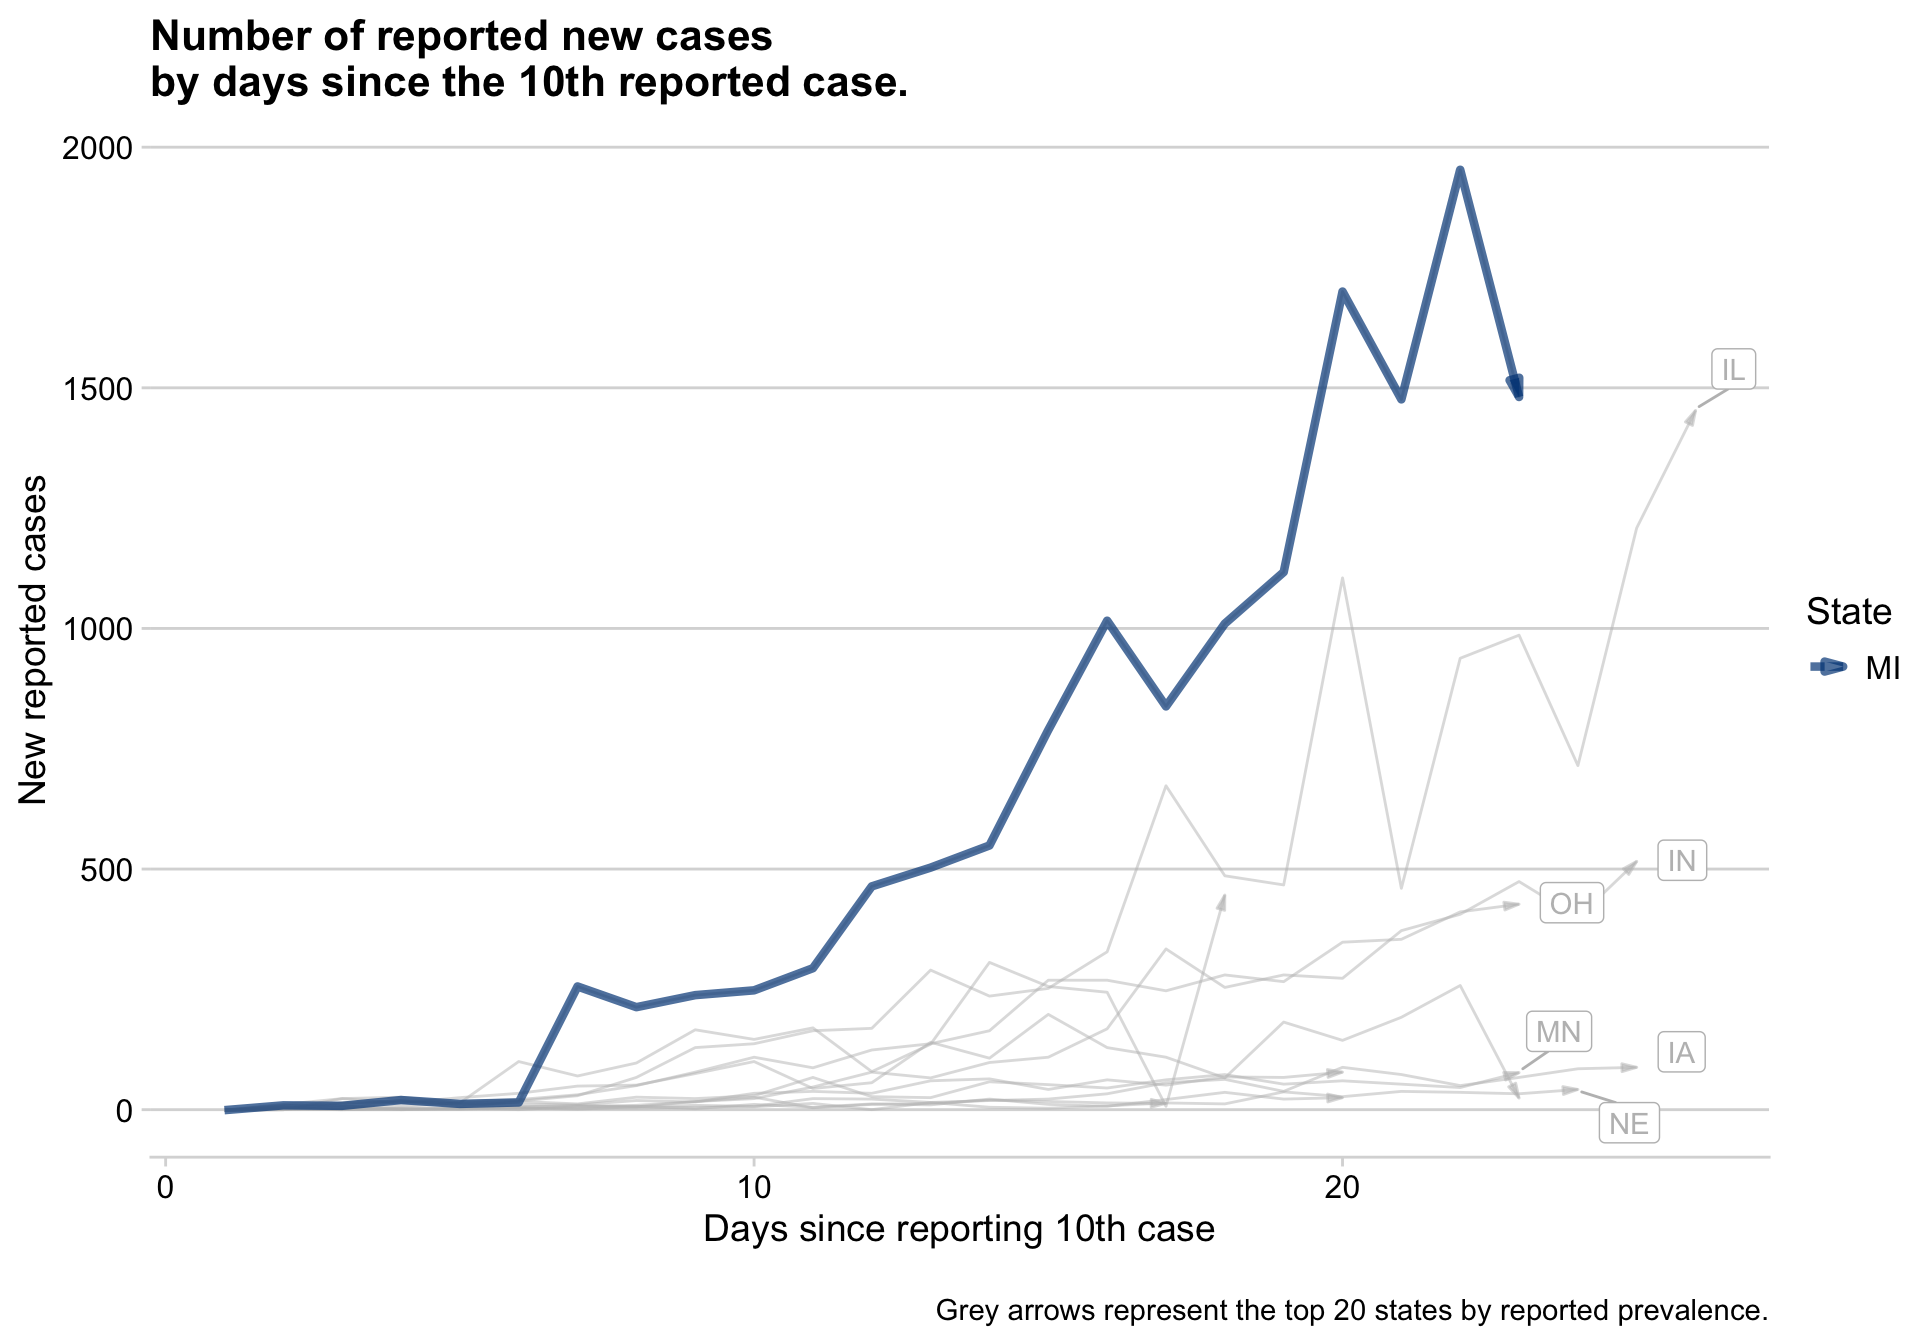 Number of reported new cases
by days since the 10th reported case.
2000
1500
1000
500
0
New reported cases
IL
IN
OH
MN
IA
NE
State
MI
0
10
20
Days since reporting 10th case
Grey arrows represent the top 20 states by reported prevalence.